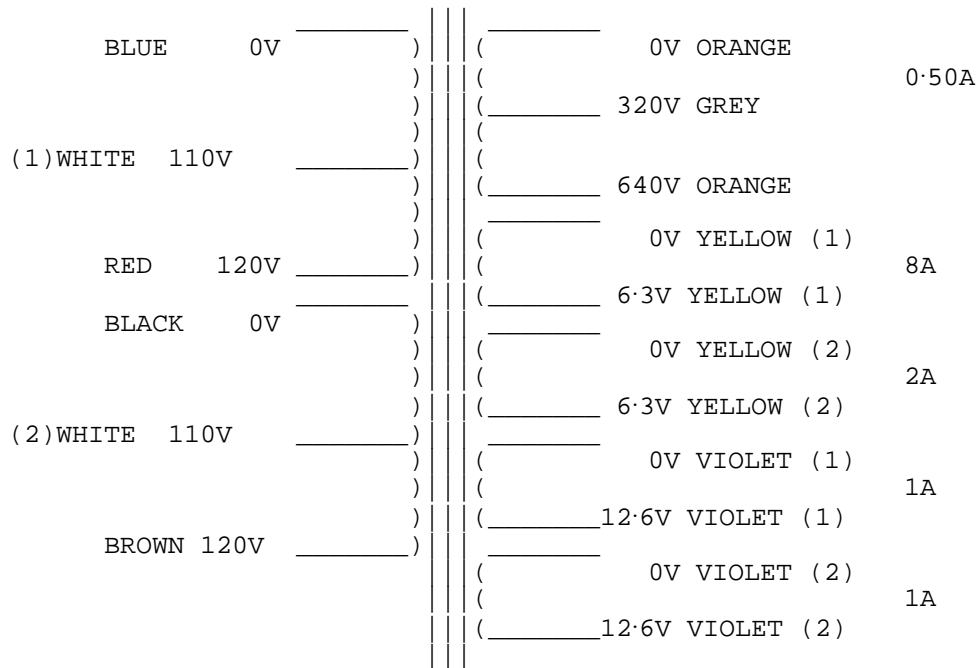 BLUE 0V 0V ORANGE
0·50A
320V GREY
(1)WHITE 110V
640V ORANGE
0V YELLOW (1)
RED 120V 8A
6·3V YELLOW (1)
BLACK 0V
0V YELLOW (2)
2A
6·3V YELLOW (2)
(2)WHITE 110V
0V VIOLET (1)
1A
12·6V VIOLET (1)
BROWN 120V
0V VIOLET (2)
1A
12·6V VIOLET (2)